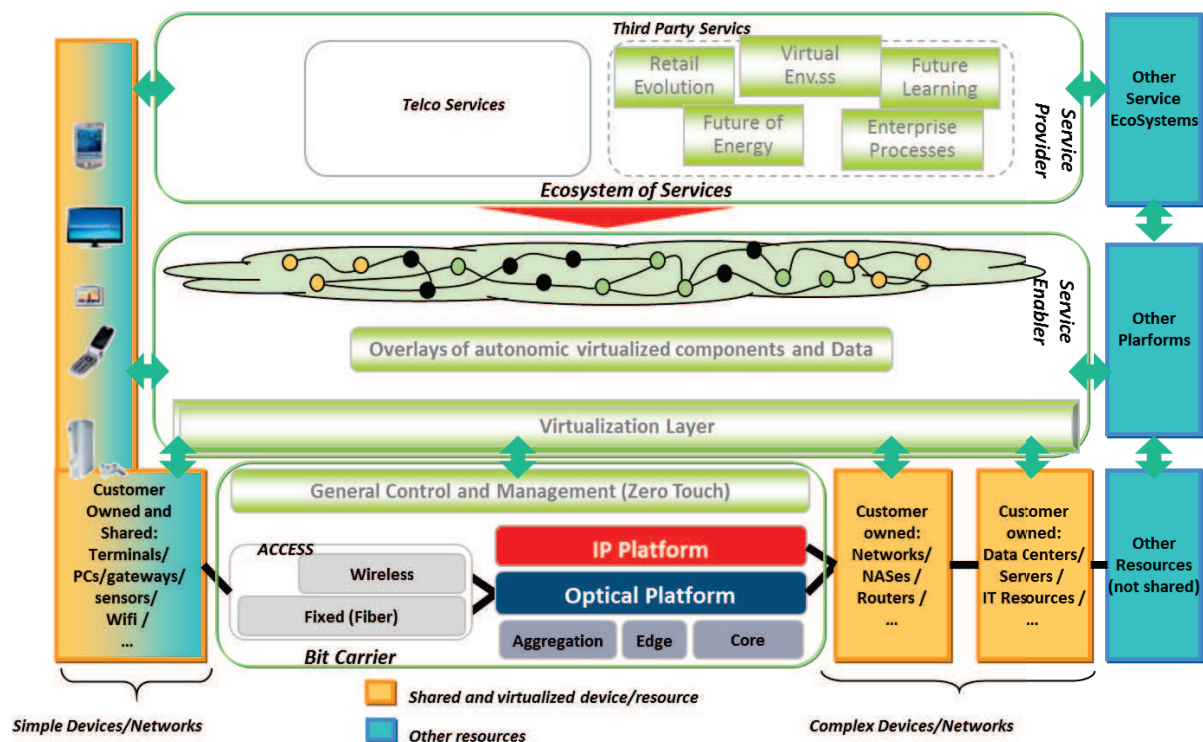 Third Party Servics
Telco Services
Retail
Evolution
Virtual
Env.ss
Future
Learning
Future of
Energy
Enterprise
Processes
Ecosystem of Services
Service
Provider
Other
Service
EcoSystems
Overlays of autonomic virtualized components and Data
Virtualization Layer
Service
Enabler
Other
Plarforms
General Control and Management (Zero Touch)
Customer
Owned and
Shared:
Terminals/
PCs/gateways/
sensors/
Wifi /
...
ACCESS
Wireless
Fixed (Fiber)
IP Platform
Optical Platform
Aggregation
Edge
Core
Bit Carrier
Customer
owned:
Networks/
NASes /
Routers /
...
Customer
owned:
Data Centers/
Servers /
IT Resources /
...
Other
Resources
(not shared)
Simple Devices/Networks
Shared and virtualized device/resource
Other resources
Complex Devices/Networks